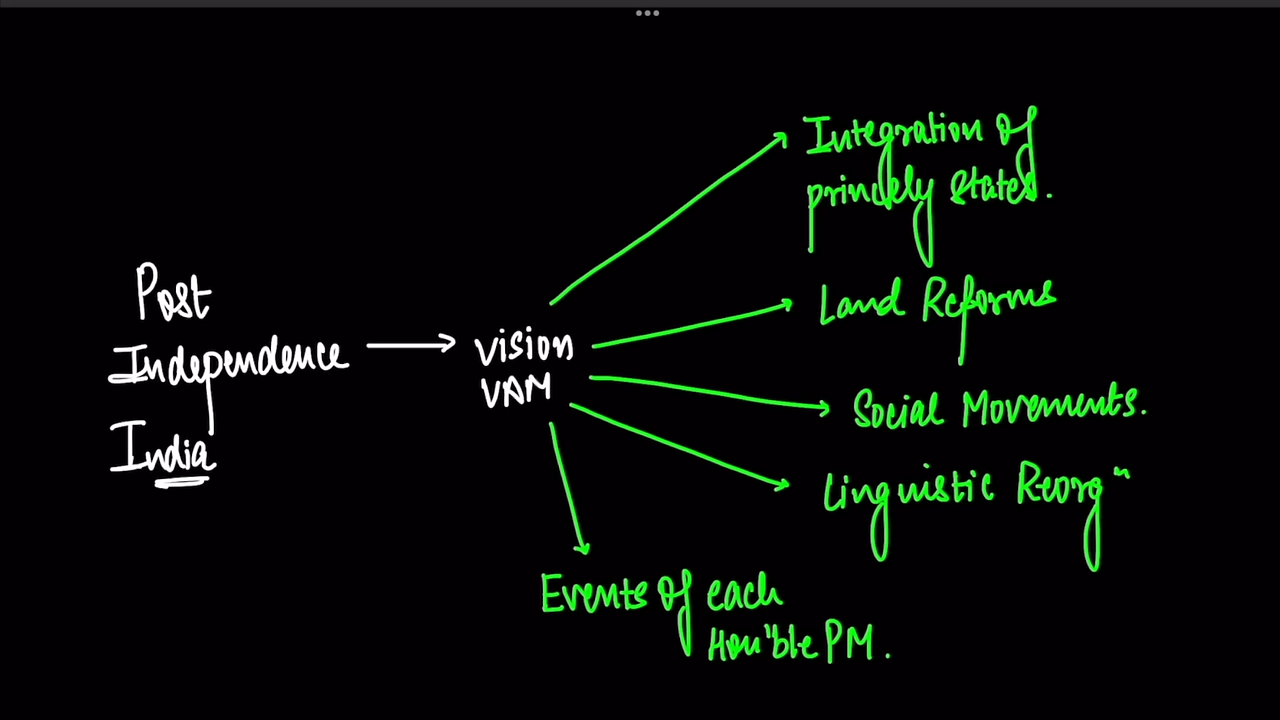 Post
Independence
India
Vision
VAM
Integration of
princely states.
Land Reforms
Social Movements.
Linguistic Reorgⁿ
Events of each
Hon"ble PM.